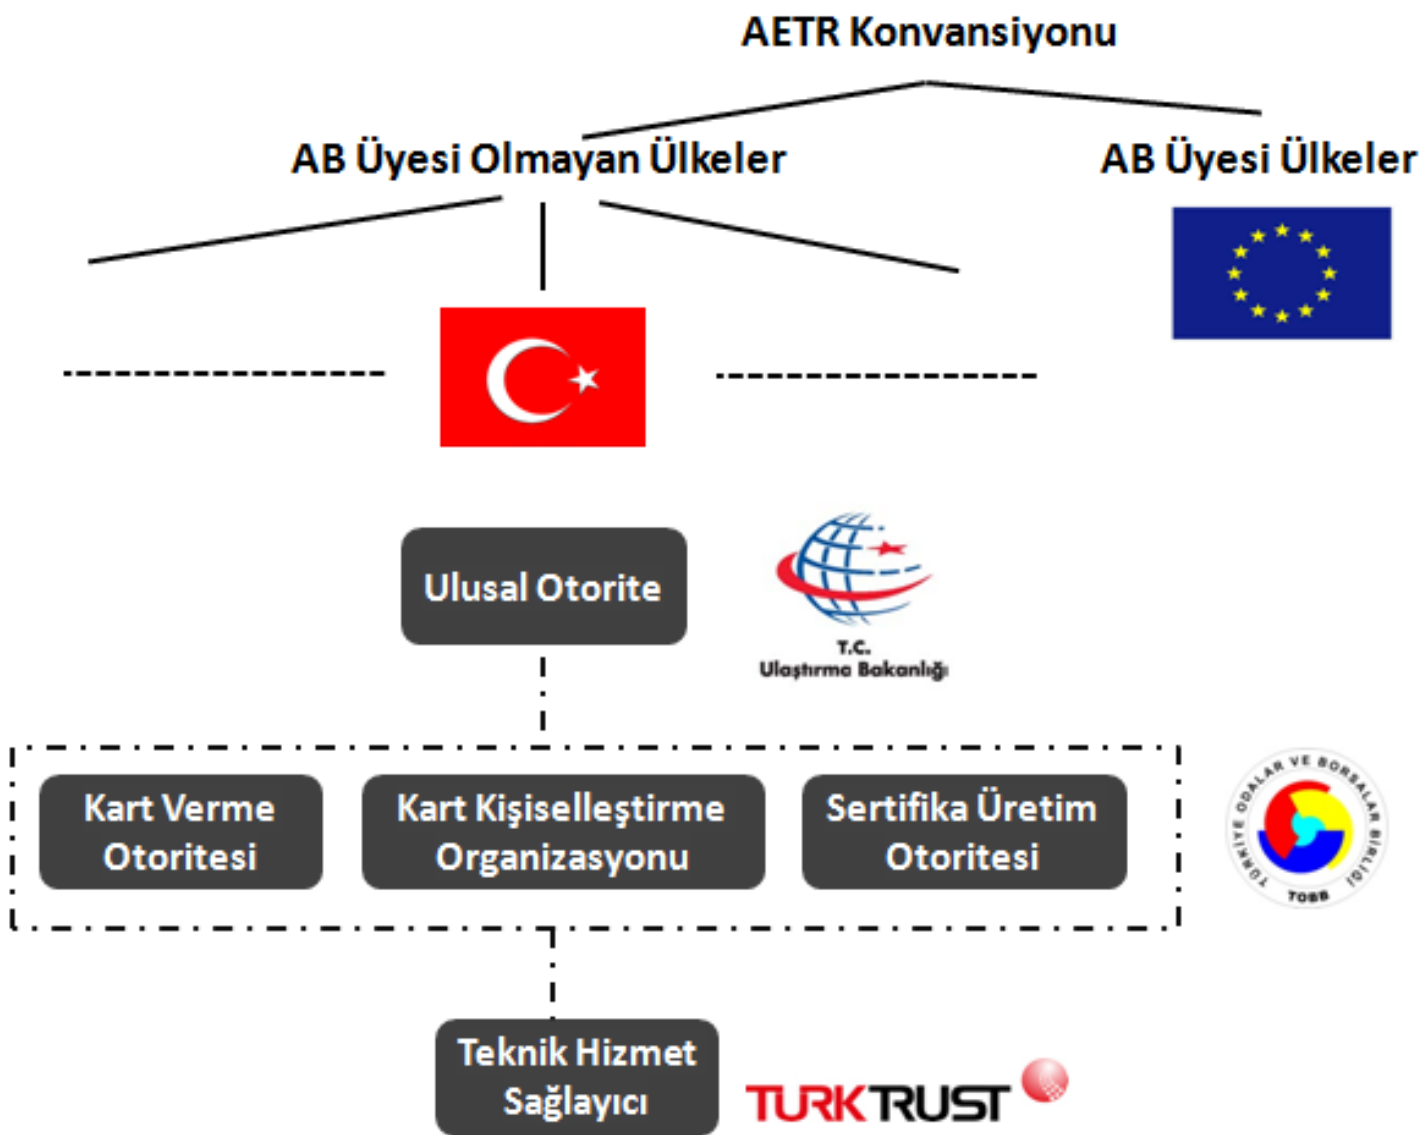 AETR Konvansiyonu
AB Üyesi Olmayan Ülkeler
AB Üyesi Ülkeler
Ulusal Otorite
T.C.
Ulaştırma Bakanlığı
Kart Verme
Otoritesi
Kart Kişiselleştirme
Organizasyonu
Sertifika Üretim
Otoritesi
TÜRKİYE ODALAR VE BORSALAR BİRLİĞİ
TOBB
Teknik Hizmet
Sağlayıcı
TURKTRUST